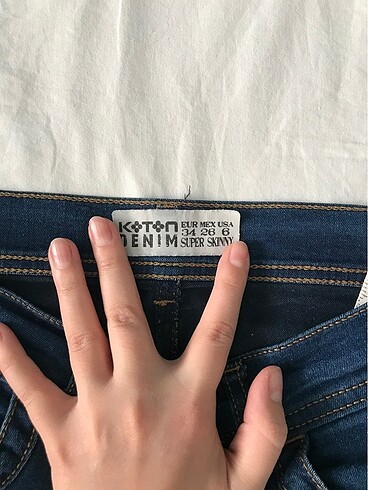 KOTON EUR MEX USA
34 26 6
DENIM SUPER SKINNY